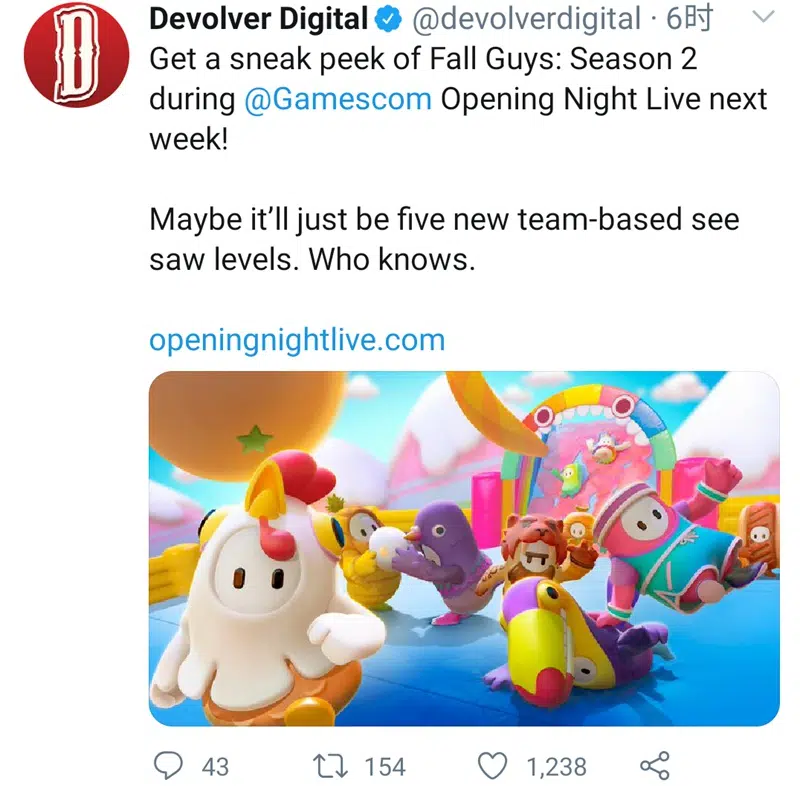 Devolver Digital @devolverdigital · 6时
Get a sneak peek of Fall Guys: Season 2
during @Gamescom Opening Night Live next
week!
Maybe it’ll just be five new team-based see
saw levels. Who knows.
openingnightlive.com
43 154 1,238